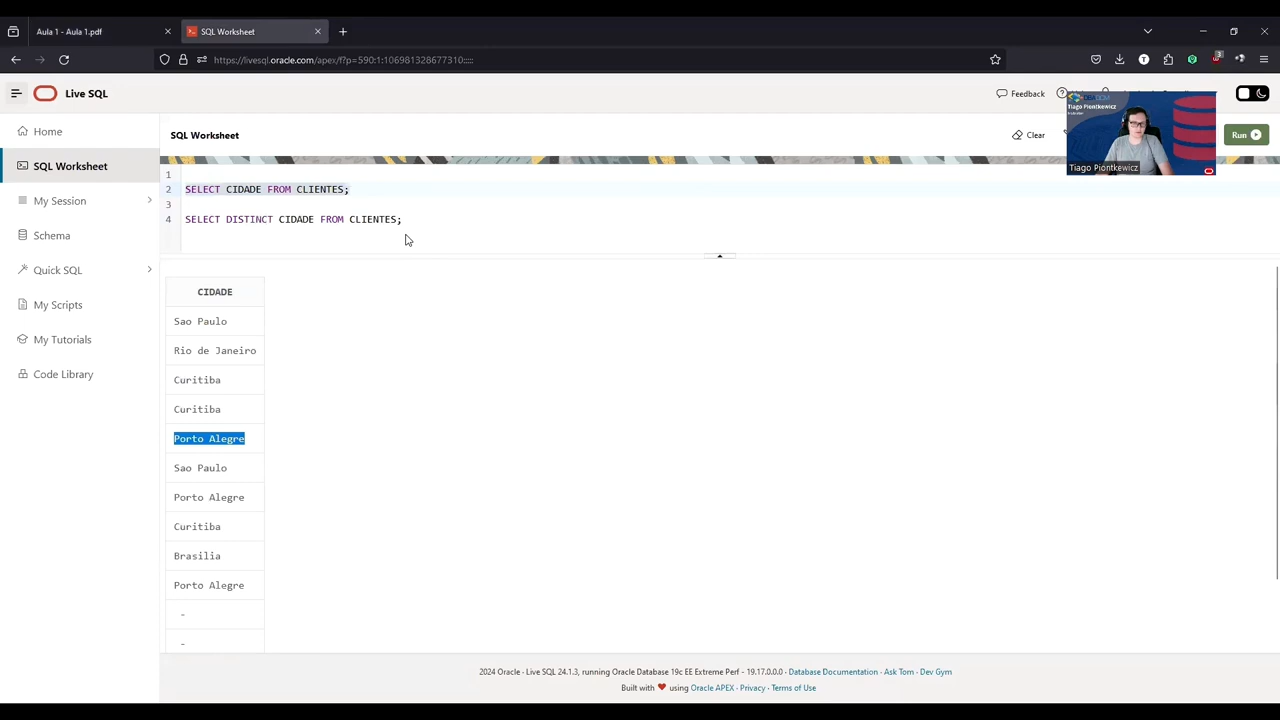 Aula 1 - Aula 1.pdf
SQL Worksheet
https://livesql.oracle.com/apex/f?p=590:1:106981328677310:::::
3
Live SQL
Feedback
Home
SQL Worksheet
My Session
Schema
Quick SQL
My Scripts
My Tutorials
Code Library
SQL Worksheet
Clear
Run
Tiago Piontkewicz
Tiago Piontkewicz
1
2 SELECT CIDADE FROM CLIENTES;
3
4 SELECT DISTINCT CIDADE FROM CLIENTES;
CIDADE
Sao Paulo
Rio de Janeiro
Curitiba
Curitiba
Porto Alegre
Sao Paulo
Porto Alegre
Curitiba
Brasilia
Porto Alegre
-
-
2024 Oracle - Live SQL 24.1.3, running Oracle Database 19c EE Extreme Perf - 19.17.0.0.0 · Database Documentation · Ask Tom · Dev Gym
Built with ❤ using Oracle APEX · Privacy · Terms of Use